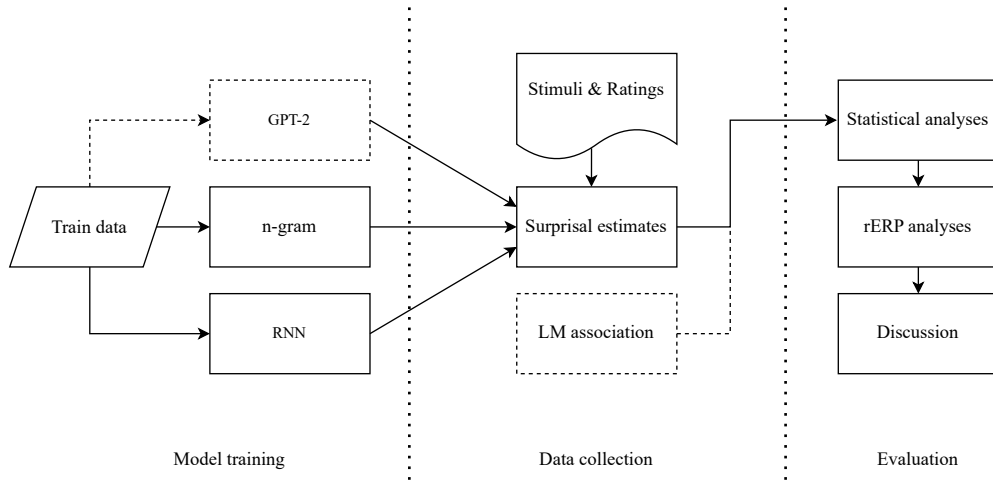 Train data
GPT-2
n-gram
RNN
Stimuli & Ratings
Surprisal estimates
LM association
Statistical analyses
rERP analyses
Discussion
Model training
Data collection
Evaluation